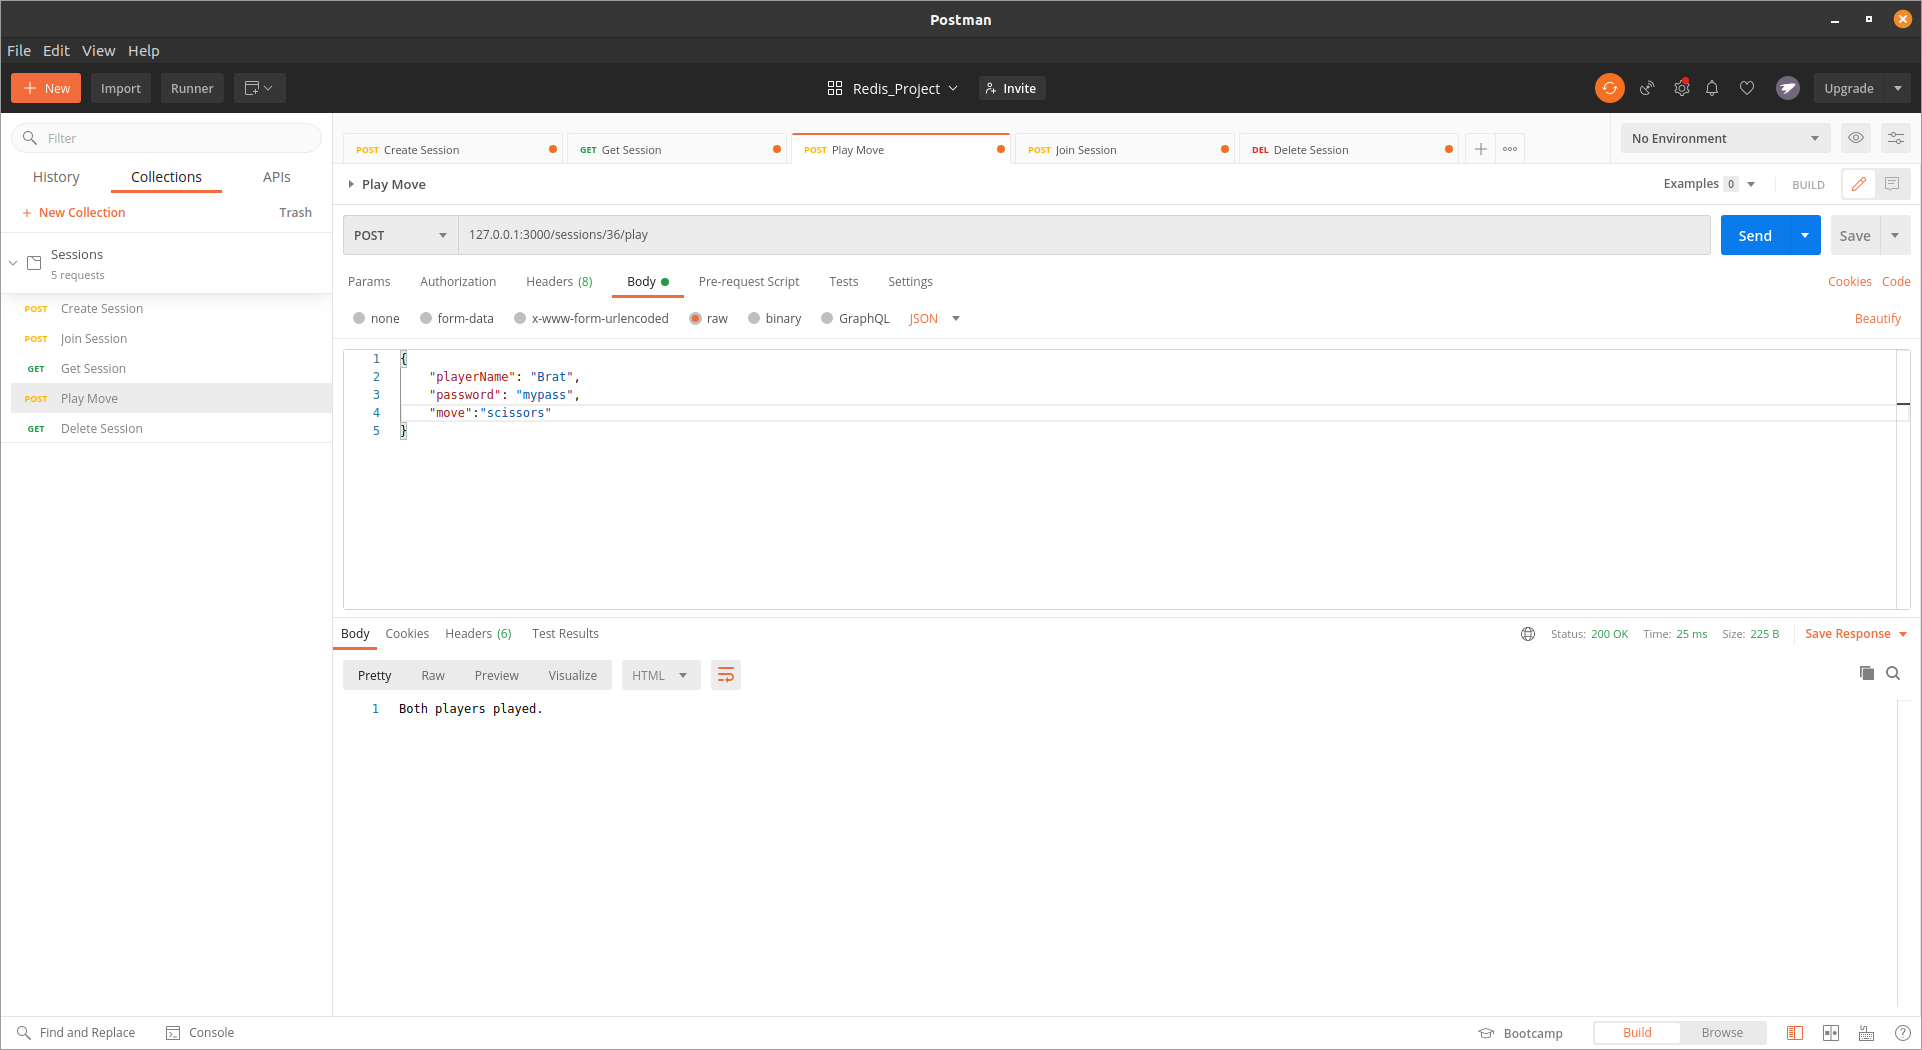 Postman
File Edit View Help
New Import Runner Redis_Project Invite Upgrade
Filter
History Collections APIs
New Collection Trash
Sessions
5 requests
POST Create Session
POST Join Session
GET Get Session
POST Play Move
GET Delete Session
POST Create Session GET Get Session POST Play Move POST Join Session DEL Delete Session No Environment
Play Move Examples 0 BUILD
POST 127.0.0.1:3000/sessions/36/play Send Save
Params Authorization Headers (8) Body Pre-request Script Tests Settings Cookies Code
none form-data x-www-form-urlencoded raw binary GraphQL JSON Beautify
1 {
2 "playerName": "Brat",
3 "password": "mypass",
4 "move":"scissors"
5 }
Body Cookies Headers (6) Test Results Status: 200 OK Time: 25 ms Size: 225 B Save Response
Pretty Raw Preview Visualize HTML
1 Both players played.
Find and Replace Console Bootcamp Build Browse